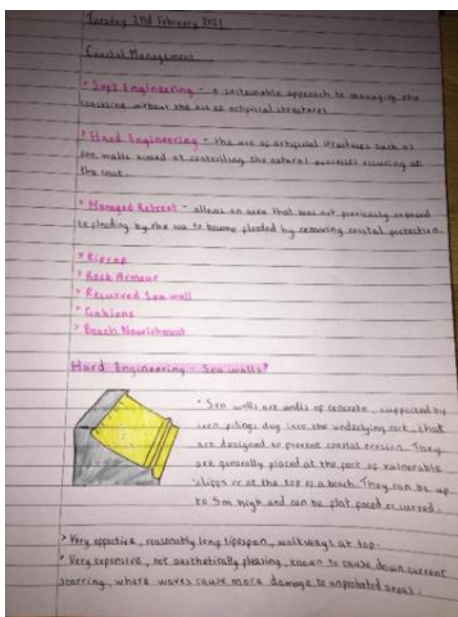 Tuesday 2nd February 2021
Coastal Management
* Soft Engineering - a sustainable approach to managing the
coastline without the use of artificial structures
* Hard Engineering - the use of artificial structures such as
sea walls aimed at controlling the natural processes occuring at
the coast.
* Managed Retreat - allows an area that was not previously exposed
to flooding by the sea to become flooded by removing coastal protection.
* Riprap
* Rock Armour
* Recurved Sea wall
* Gabions
* Beach Nourishment
Hard Engineering - Sea walls?
* Sea walls are walls of concrete, supported by
iron pilings dug into the underlying rock, that
are designed to prevent coastal erosion. They
are generally placed at the foot of vulnerable
cliffs or at the top of a beach. They can be up
to 5m high and can be flat faced or curved.
> Very effective, reasonably long lifespan, walkways at top.
* Very expensive, not aesthetically pleasing, known to cause down current
scarring, where waves cause more damage to unprotected areas.